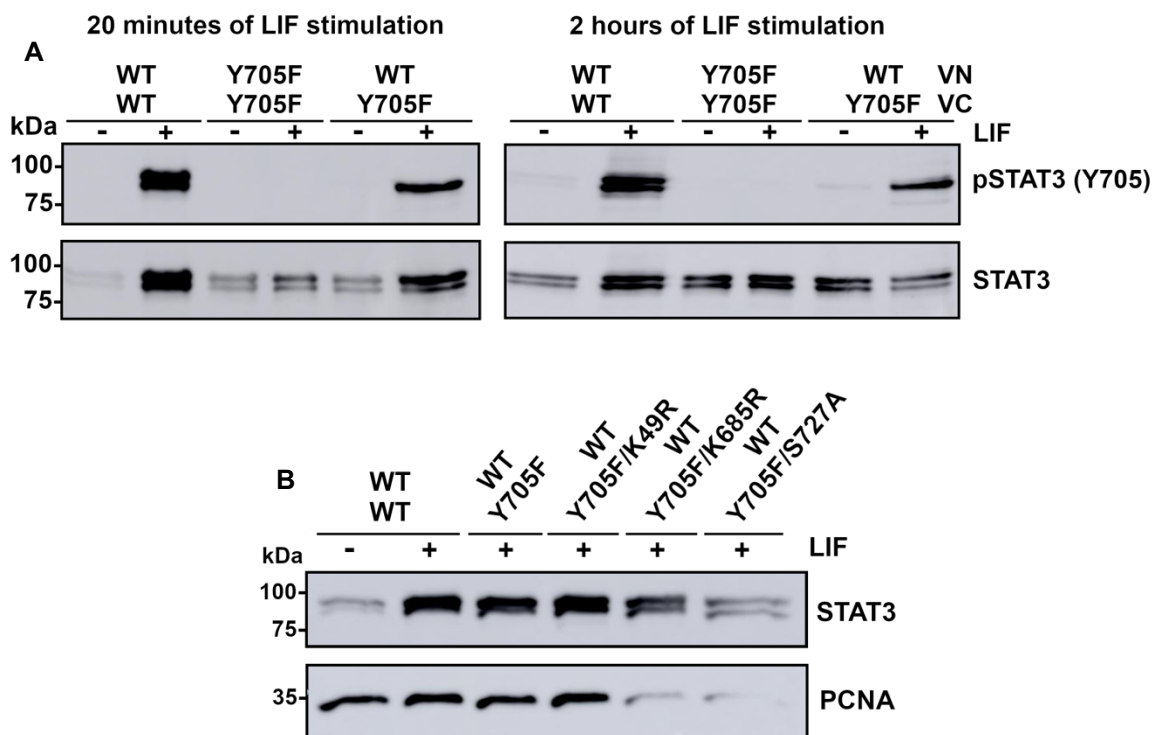 20 minutes of LIF stimulation 2 hours of LIF stimulation
A
WT Y705F WT WT Y705F WT VN
WT Y705F Y705F WT Y705F Y705F VC
kDa - + - + - + - + - + - + LIF
100
75
pSTAT3 (Y705)
100
75
STAT3
B
WT
WT
WT
Y705F
WT
Y705F/K49R
WT
Y705F/K685R
WT
Y705F/S727A
kDa - + + + + + LIF
100
75
STAT3
35
PCNA